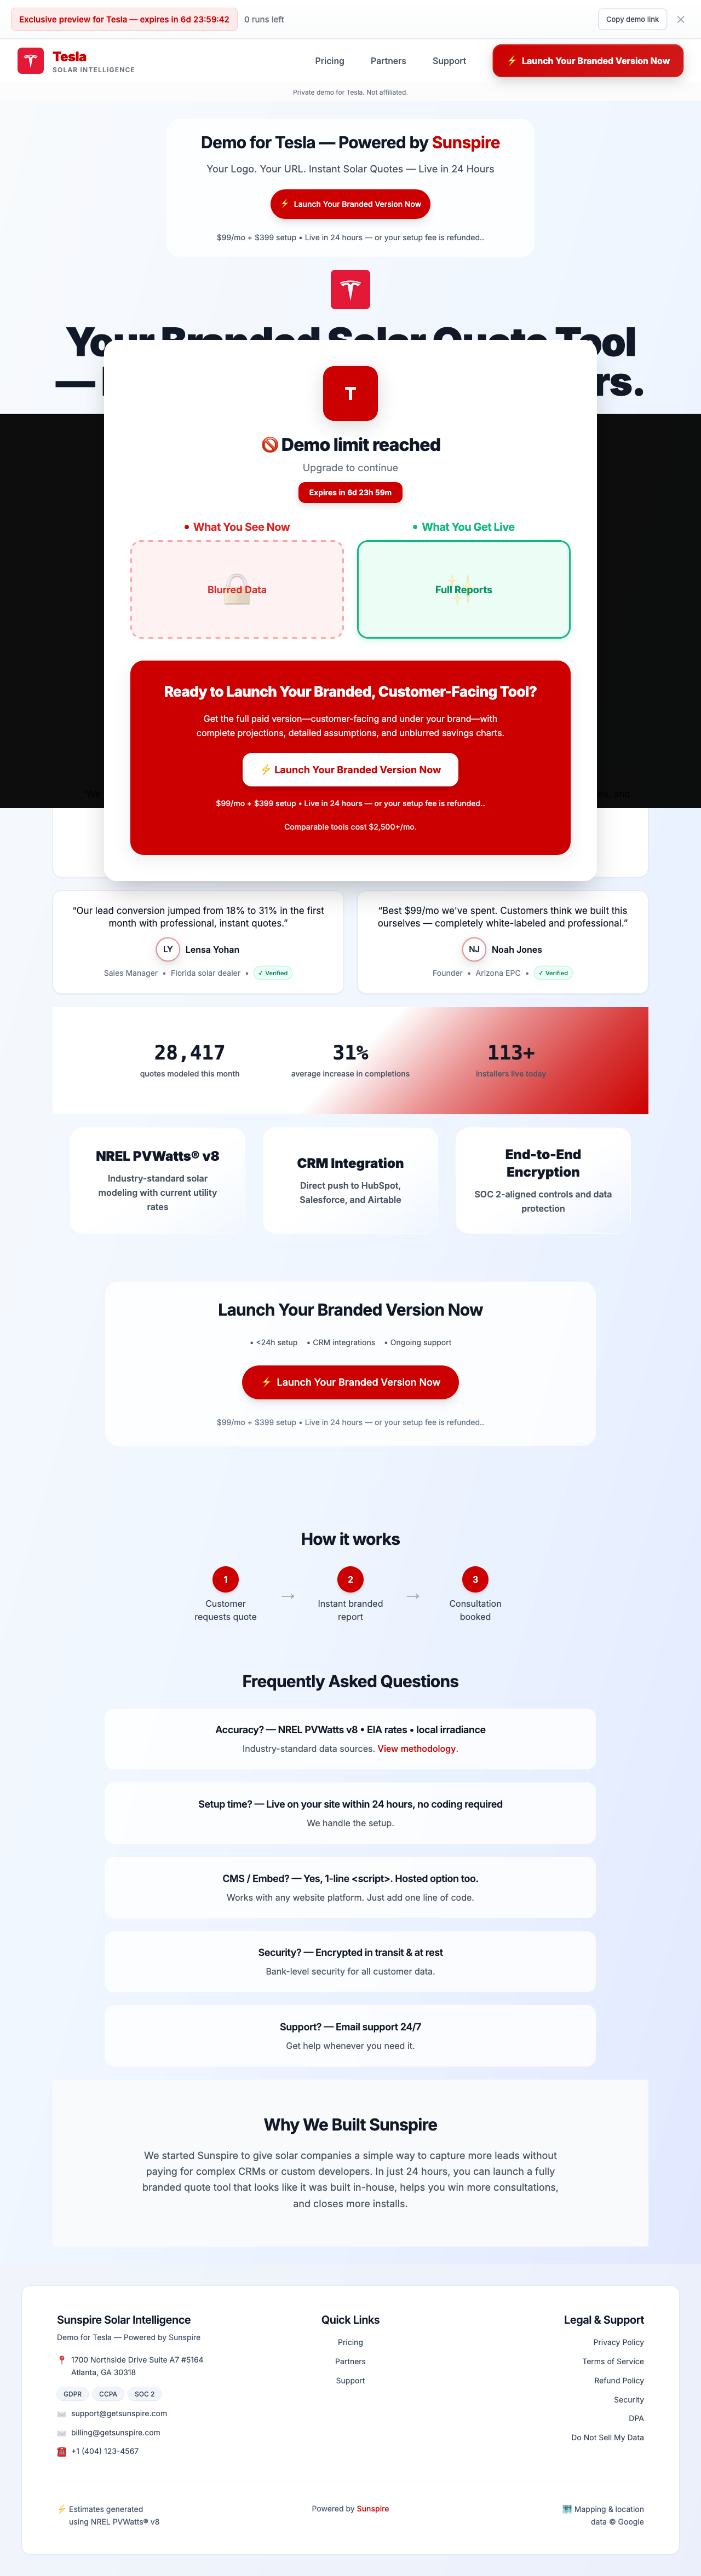 Exclusive preview for Tesla — expires in 6d 23:59:42
0 runs left
Copy demo link
Tesla
SOLAR INTELLIGENCE
Pricing
Partners
Support
⚡ Launch Your Branded Version Now
Private demo for Tesla. Not affiliated.
Demo for Tesla — Powered by Sunspire
Your Logo. Your URL. Instant Solar Quotes — Live in 24 Hours
⚡ Launch Your Branded Version Now
$99/mo + $399 setup • Live in 24 hours — or your setup fee is refunded..
Your Branded Solar Quote Tool
—
T
🚫 Demo limit reached
Upgrade to continue
Expires in 6d 23h 59m
• What You See Now
Blurred Data
• What You Get Live
Full Reports
Ready to Launch Your Branded, Customer-Facing Tool?
Get the full paid version—customer-facing and under your brand—with
complete projections, detailed assumptions, and unblurred savings charts.
⚡ Launch Your Branded Version Now
$99/mo + $399 setup • Live in 24 hours — or your setup fee is refunded..
Comparable tools cost $2,500+/mo.
“Our lead conversion jumped from 18% to 31% in the first
month with professional, instant quotes.”
LY
Lensa Yohan
Sales Manager • Florida solar dealer • ✓ Verified
“Best $99/mo we've spent. Customers think we built this
ourselves — completely white-labeled and professional.”
NJ
Noah Jones
Founder • Arizona EPC • ✓ Verified
28,417
quotes modeled this month
31%
average increase in completions
113+
installers live today
NREL PVWatts® v8
Industry-standard solar
modeling with current utility
rates
CRM Integration
Direct push to HubSpot,
Salesforce, and Airtable
End-to-End
Encryption
SOC 2-aligned controls and data
protection
Launch Your Branded Version Now
• <24h setup • CRM integrations • Ongoing support
⚡ Launch Your Branded Version Now
$99/mo + $399 setup • Live in 24 hours — or your setup fee is refunded..
How it works
1
Customer
requests quote
→
2
Instant branded
report
→
3
Consultation
booked
Frequently Asked Questions
Accuracy? — NREL PVWatts v8 • EIA rates • local irradiance
Industry-standard data sources. View methodology.
Setup time? — Live on your site within 24 hours, no coding required
We handle the setup.
CMS / Embed? — Yes, 1-line <script>. Hosted option too.
Works with any website platform. Just add one line of code.
Security? — Encrypted in transit & at rest
Bank-level security for all customer data.
Support? — Email support 24/7
Get help whenever you need it.
Why We Built Sunspire
We started Sunspire to give solar companies a simple way to capture more leads without
paying for complex CRMs or custom developers. In just 24 hours, you can launch a fully
branded quote tool that looks like it was built in-house, helps you win more consultations,
and closes more installs.
Sunspire Solar Intelligence
Demo for Tesla — Powered by Sunspire
1700 Northside Drive Suite A7 #5164
Atlanta, GA 30318
GDPR
CCPA
SOC 2
support@getsunspire.com
billing@getsunspire.com
+1 (404) 123-4567
Quick Links
Pricing
Partners
Support
Legal & Support
Privacy Policy
Terms of Service
Refund Policy
Security
DPA
Do Not Sell My Data
⚡ Estimates generated
using NREL PVWatts® v8
Powered by Sunspire
Mapping & location
data © Google